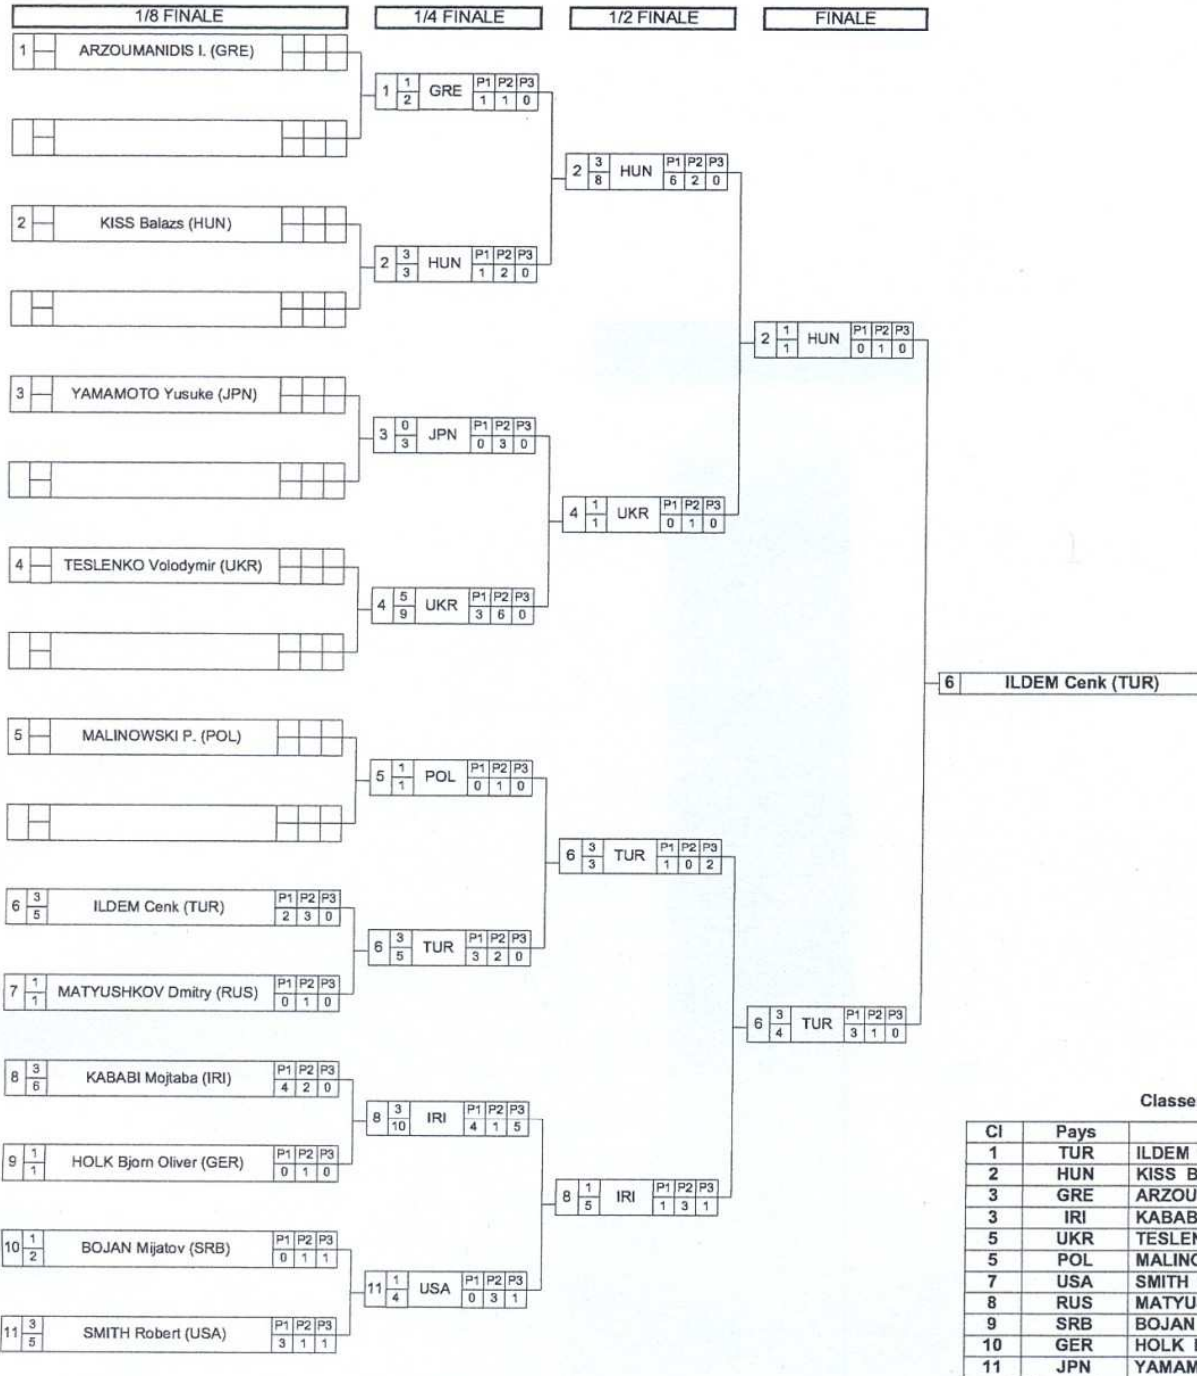 1/8 FINALE 1/4 FINALE 1/2 FINALE FINALE
1 ARZOUMANIDIS I. (GRE)
1 1 2 GRE P1 P2 P3 1 1 0
2 3 8 HUN P1 P2 P3 6 2 0
2 KISS Balazs (HUN)
2 3 3 HUN P1 P2 P3 1 2 0
2 1 1 HUN P1 P2 P3 0 1 0
3 YAMAMOTO Yusuke (JPN)
3 0 3 JPN P1 P2 P3 0 3 0
4 1 1 UKR P1 P2 P3 0 1 0
4 TESLENKO Volodymir (UKR)
4 5 9 UKR P1 P2 P3 3 6 0
6 ILDEM Cenk (TUR)
5 MALINOWSKI P. (POL)
5 1 1 POL P1 P2 P3 0 1 0
6 3 3 TUR P1 P2 P3 1 0 2
6 3 5 ILDEM Cenk (TUR) P1 P2 P3 2 3 0
6 3 5 TUR P1 P2 P3 3 2 0
7 1 1 MATYUSHKOV Dmitry (RUS) P1 P2 P3 0 1 0
6 3 4 TUR P1 P2 P3 3 1 0
8 3 6 KABABI Mojtaba (IRI) P1 P2 P3 4 2 0
8 3 10 IRI P1 P2 P3 4 1 5
9 1 1 HOLK Bjorn Oliver (GER) P1 P2 P3 0 1 0
8 1 5 IRI P1 P2 P3 1 3 1
10 1 2 BOJAN Mijatov (SRB) P1 P2 P3 0 1 1
11 1 4 USA P1 P2 P3 0 3 1
11 3 5 SMITH Robert (USA) P1 P2 P3 3 1 1
Classe
Cl Pays
1 TUR ILDEM
2 HUN KISS B
3 GRE ARZOU
3 IRI KABAB
5 UKR TESLEN
5 POL MALINO
7 USA SMITH
8 RUS MATYUS
9 SRB BOJAN
10 GER HOLK
11 JPN YAMAM